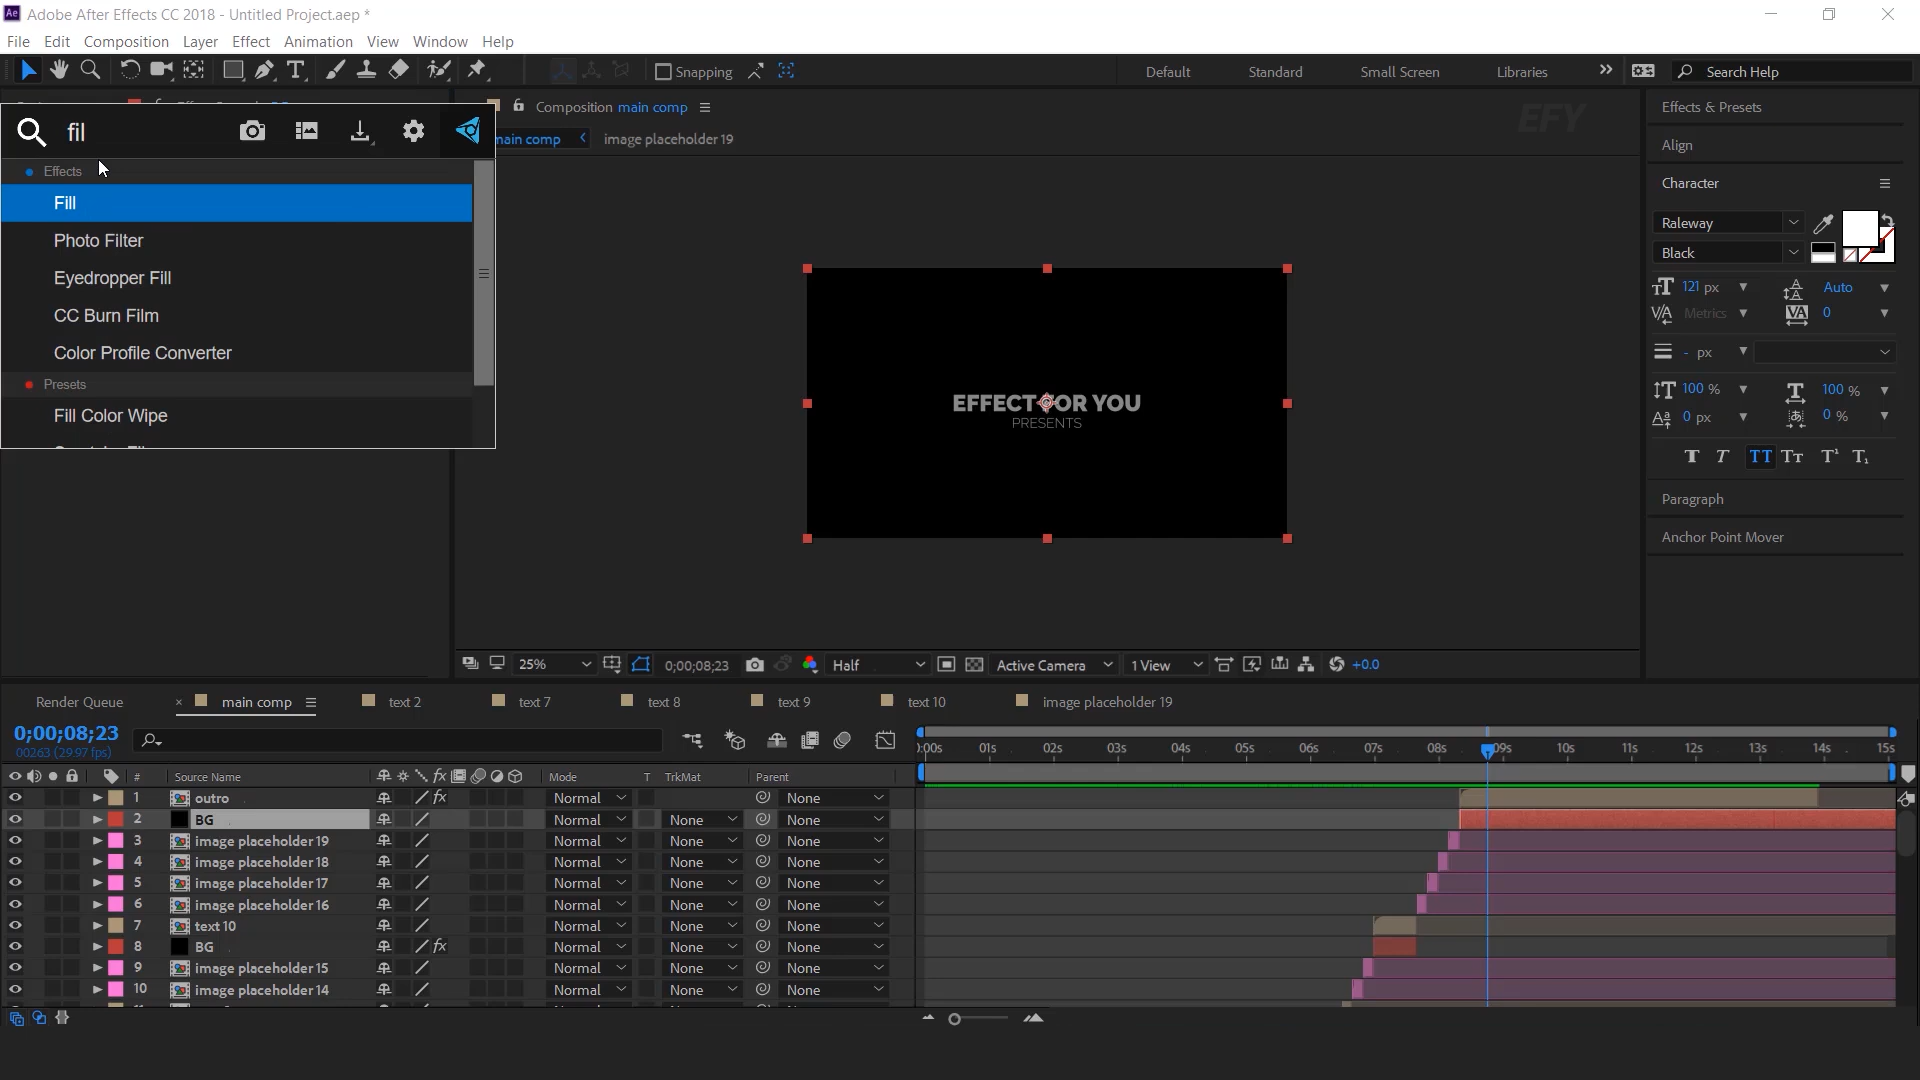 Ae Adobe After Effects CC 2018 - Untitled Project.aep *
File Edit Composition Layer Effect Animation View Window Help
Snapping Default Standard Small Screen Libraries Search Help
fil
Effects
Fill
Photo Filter
Eyedropper Fill
CC Burn Film
Color Profile Converter
Presets
Fill Color Wipe
Composition main comp
main comp image placeholder 19
EFY
EFFECT FOR YOU
PRESENTS
Effects & Presets
Align
Character
Raleway
Black
121 px Auto
Metrics 0
- px
100 % 100 %
0 px 0 %
T T TT Tt T¹ T₁
Paragraph
Anchor Point Mover
25% 0;00;08;23 Half Active Camera 1 View +0.0
Render Queue × main comp text 2 text 7 text 8 text 9 text 10 image placeholder 19
0;00;08;23
00263 (29.97 fps)
):00s 01s 02s 03s 04s 05s 06s 07s 08s 09s 10s 11s 12s 13s 14s 15s
# Source Name Mode T TrkMat Parent
1 outro fx Normal None
2 BG Normal None None
3 image placeholder 19 Normal None None
4 image placeholder 18 Normal None None
5 image placeholder 17 Normal None None
6 image placeholder 16 Normal None None
7 text 10 Normal None None
8 BG fx Normal None None
9 image placeholder 15 Normal None None
10 image placeholder 14 Normal None None